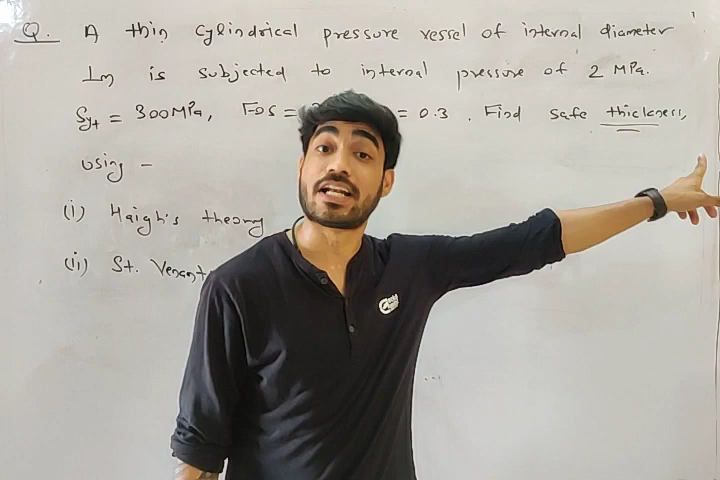 Q. A thin cylindrical pressure vessel of internal diameter
1m is subjected to internal pressure of 2 MPa.
Syt = 300MPa, FOS = = 0.3 . Find safe thickness,
using -
(i) Haigh's theory
(ii) St. Venant